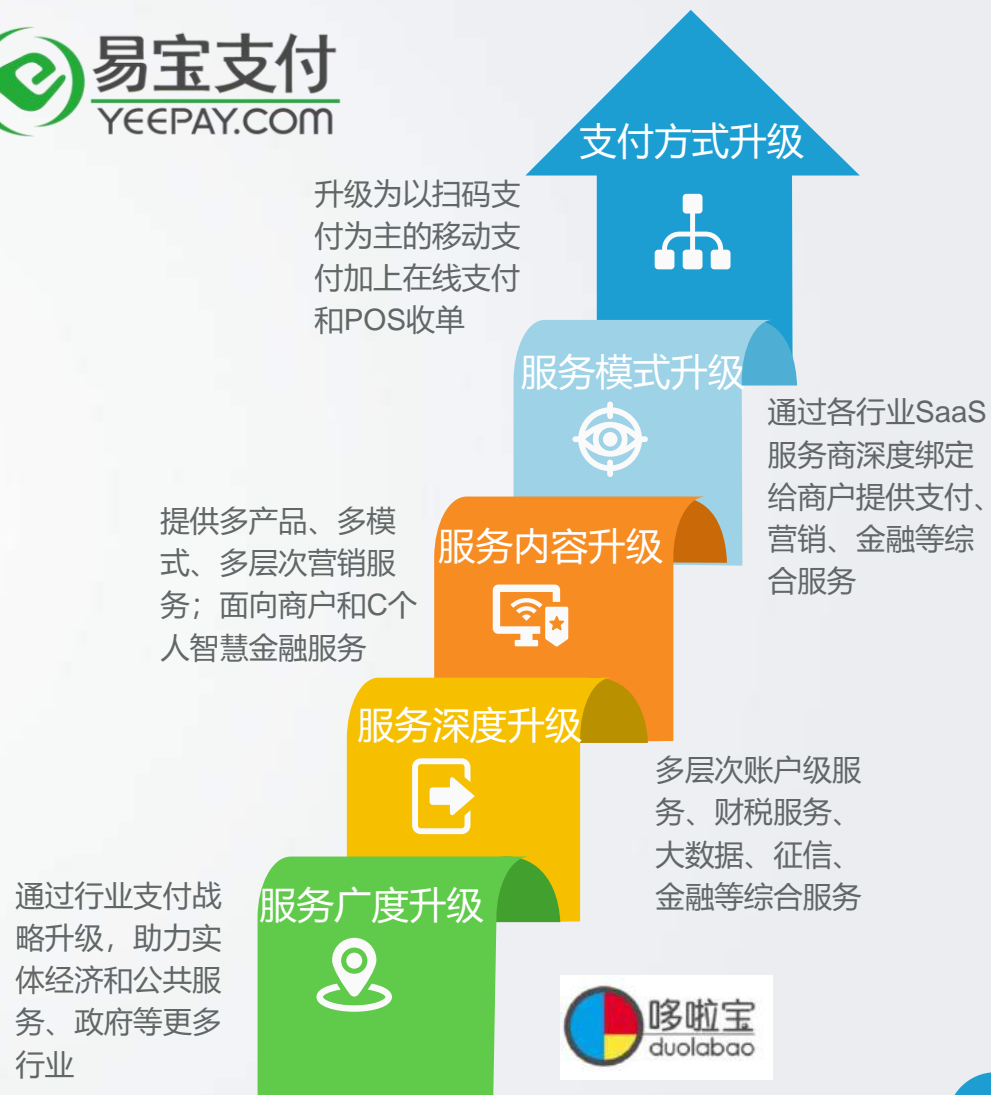 易宝支付
YEEPAY.COM
支付方式升级
升级为以扫码支
付为主的移动支
付加上在线支付
和POS收单
服务模式升级
通过各行业SaaS
服务商深度绑定
给商户提供支付、
营销、金融等综
合服务
服务内容升级
提供多产品、多模
式、多层次营销服
务；面向商户和C个
人智慧金融服务
服务深度升级
多层次账户级服
务、财税服务、
大数据、征信、
金融等综合服务
服务广度升级
通过行业支付战
略升级，助力实
体经济和公共服
务、政府等更多
行业
哆啦宝
duolabao